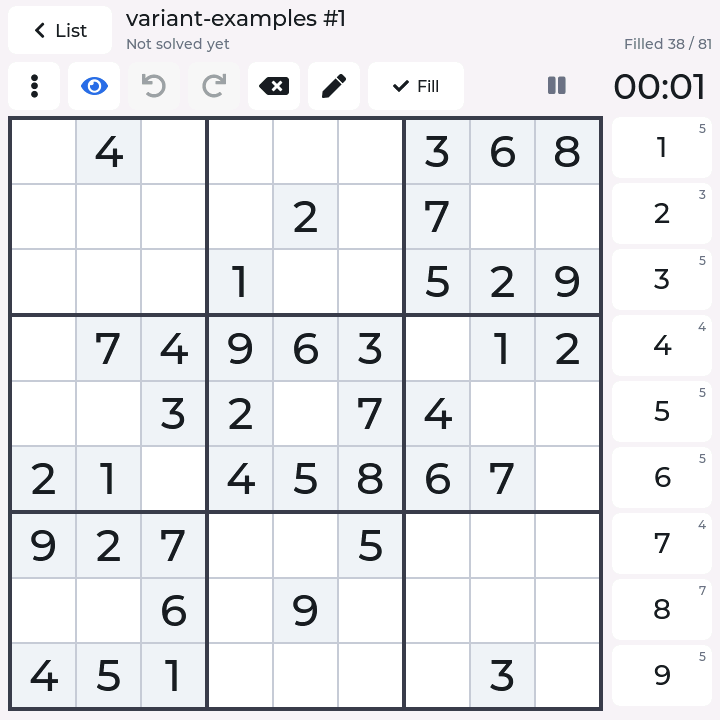 List
variant-examples #1
Not solved yet
Filled 38 / 81
Fill
00:01
4 3 6 8
2 7
1 5 2 9
7 4 9 6 3 1 2
3 2 7 4
2 1 4 5 8 6 7
9 2 7 5
6 9
4 5 1 3
1 5
2 3
3 5
4 4
5 5
6 5
7 4
8 7
9 5